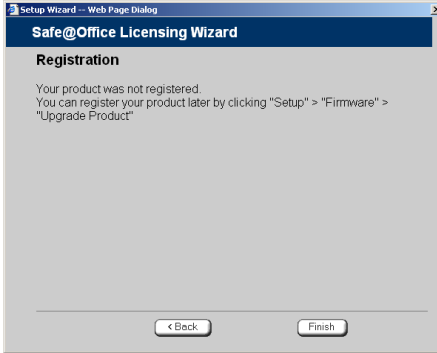 Setup Wizard -- Web Page Dialog
Safe@Office Licensing Wizard
Registration
Your product was not registered.
You can register your product later by clicking "Setup" > "Firmware" >
"Upgrade Product"
< Back
Finish